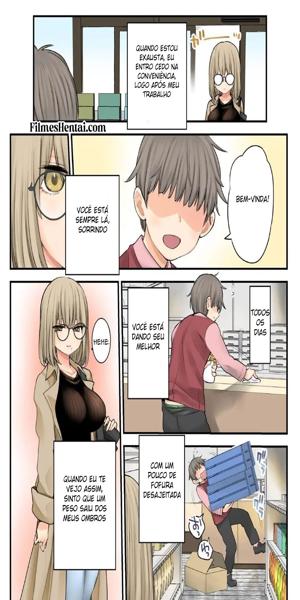 QUANDO ESTOU
EXAUSTA, EU
ENTRO CEDO NA
CONVENIÊNCIA,
LOGO APÓS MEU
TRABALHO
FilmesHentai.com
BEM-VINDA!
VOCÊ ESTÁ
SEMPRE LÁ,
SORRINDO
TODOS
OS
DIAS
VOCÊ ESTÁ
DANDO SEU
MELHOR
HEHE.
COM UM
POUCO DE
FOFURA
DESAJEITADA
QUANDO EU TE
VEJO ASSIM,
SINTO QUE UM
PESO SAU DOS
MEUS OMBROS